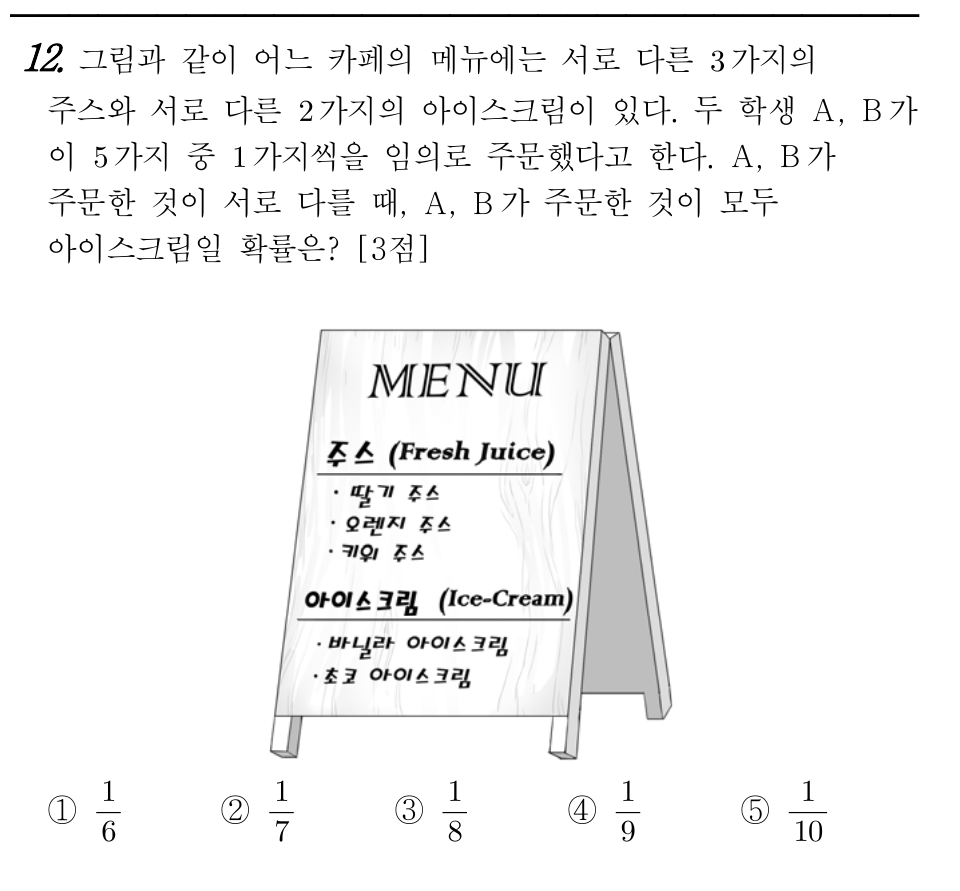 12. 그림과 같이 어느 카페의 메뉴에는 서로 다른 3가지의
주스와 서로 다른 2가지의 아이스크림이 있다. 두 학생 A, B가
이 5가지 중 1가지씩을 임의로 주문했다고 한다. A, B가
주문한 것이 서로 다를 때, A, B가 주문한 것이 모두
아이스크림일 확률은? [3점]
MENU
주스 (Fresh Juice)
· 딸기 주스
· 오렌지 주스
· 키위 주스
아이스크림 (Ice-Cream)
· 바닐라 아이스크림
· 초코 아이스크림
① 1/6 ② 1/7 ③ 1/8 ④ 1/9 ⑤ 1/10